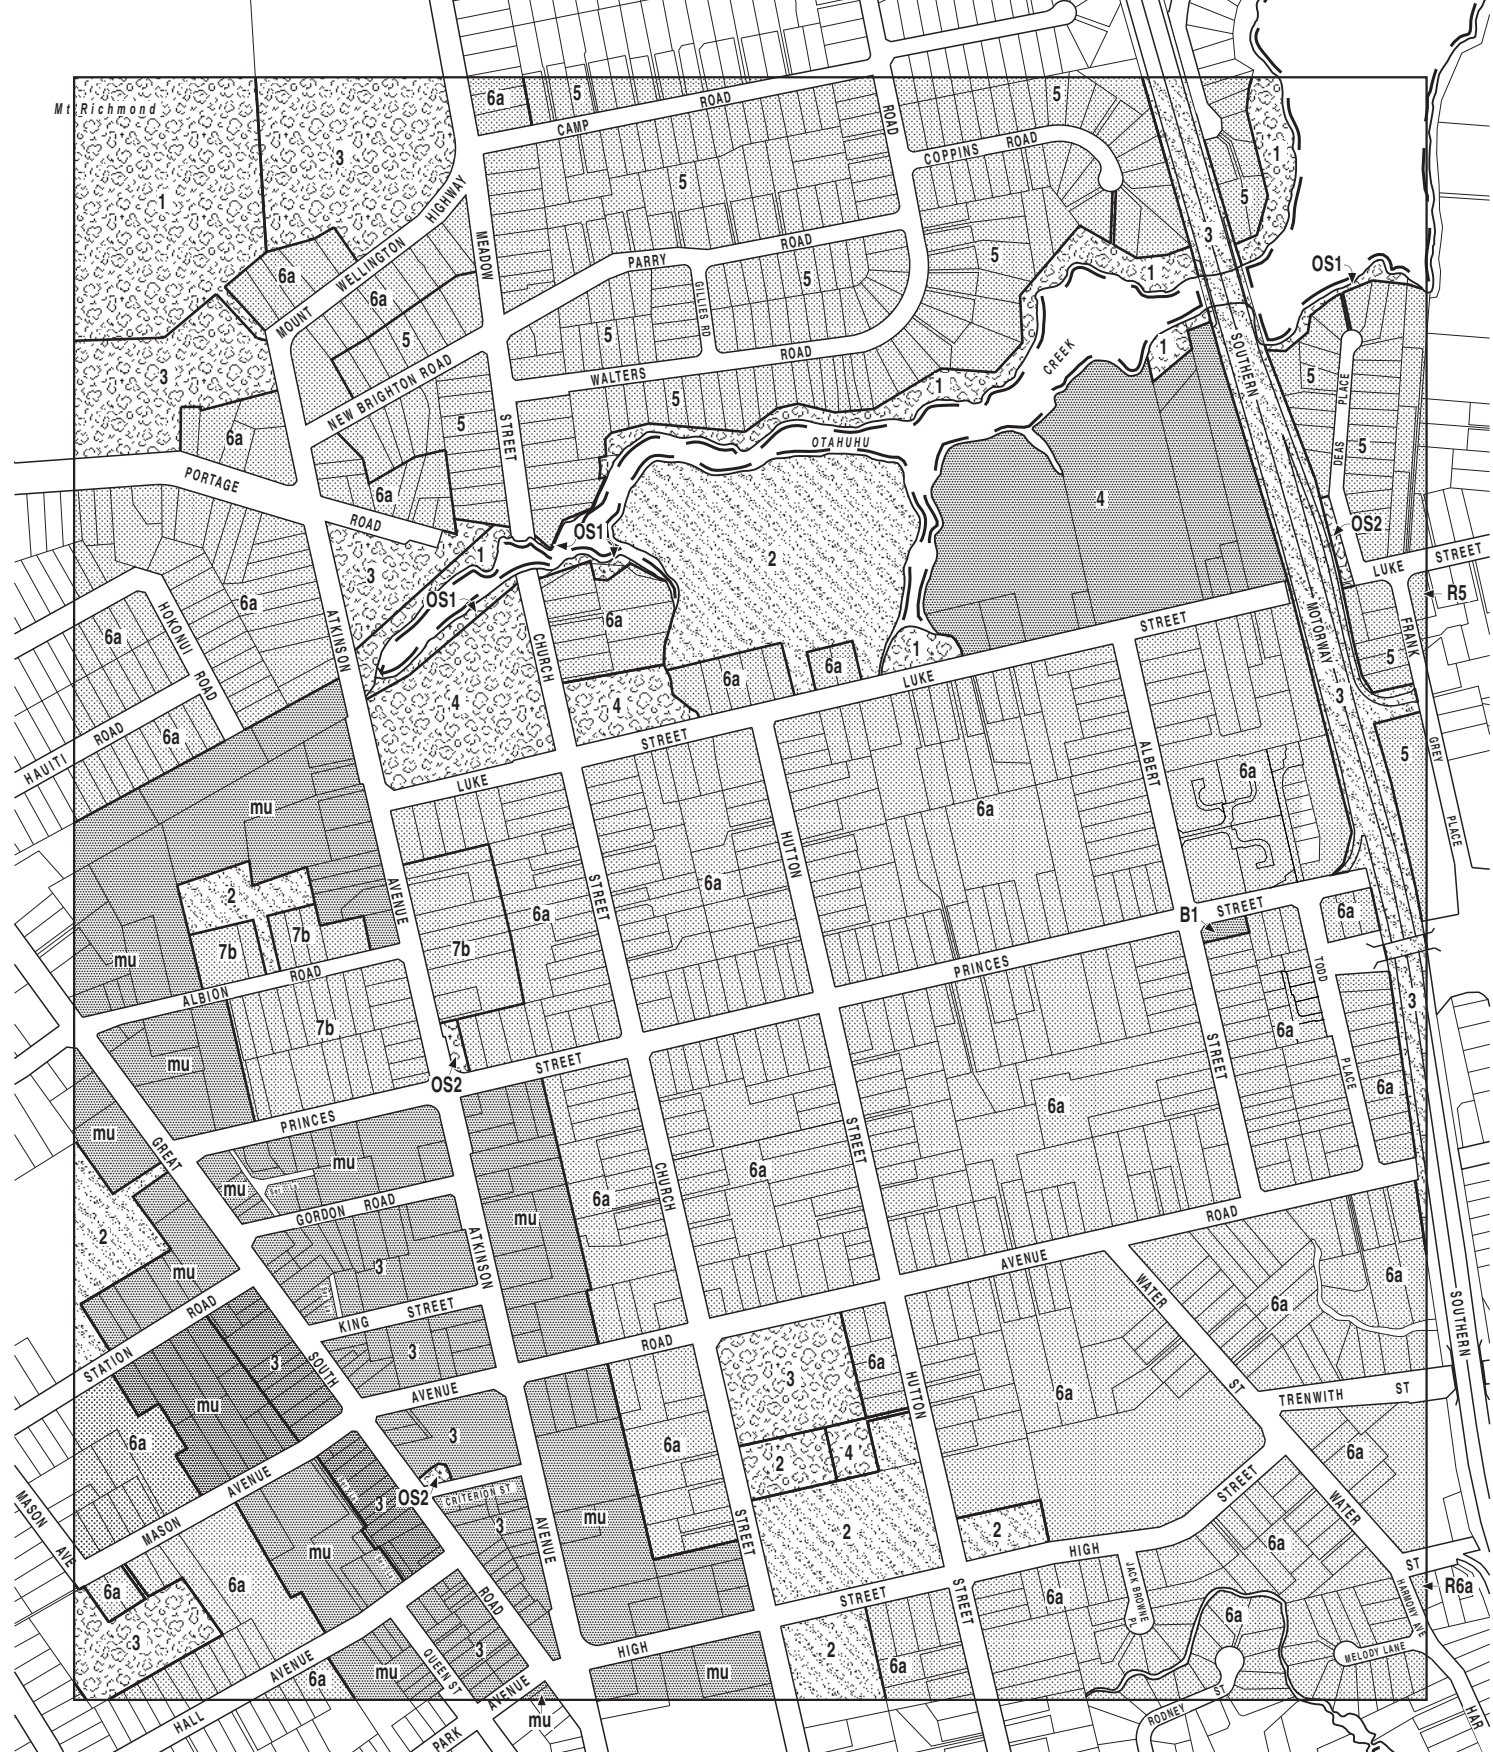 Mt Richmond
6a
5
5
CAMP ROAD
ROAD
COPPINS ROAD
3
1
1
5
5
3
HIGHWAY
WELLINGTON
MOUNT
MEADOW
STREET
PARRY ROAD
GILLIES RD
5
5
5
1
1
OS1
6a
6a
5
NEW BRIGHTON ROAD
WALTERS ROAD
5
5
1
CREEK
OTAHUHU
SOUTHERN
MOTORWAY
5
DEAS PLACE
5
3
6a
6a
PORTAGE ROAD
4
2
OS1
1
3
OS1
OS2
LUKE STREET
R5
FRANK
5
6a
HOKONUI ROAD
6a
6a
HAUITI ROAD
ATKINSON
CHURCH
6a
4
4
6a
6a
1
LUKE STREET
STREET
LUKE
3
GREY PLACE
5
ALBERT
6a
mu
6a
HUTTON
6a
STREET
6a
AVENUE
2
7b
7b
7b
mu
B1
STREET
6a
PRINCES
ALBION ROAD
TODD PLACE
3
7b
mu
6a
OS2
STREET
PRINCES
STREET
6a
6a
mu
GREAT
mu
mu
STREET
6a
6a
CHURCH
GORDON ROAD
mu
2
ATKINSON
ROAD
AVENUE
WATER ST
mu
3
6a
6a
SOUTHERN
ROAD
STATION
KING STREET
3
3
SOUTH
ROAD
AVENUE
3
6a
HUTTON
6a
TRENWITH ST
mu
3
6a
6a
2
4
6a
MASON AVENUE
OS2
CRITERION ST
3
3
mu
STREET
2
2
STREET
HIGH
WATER ST
MASON AVE
mu
AVENUE
6a
6a
6a
ROAD
STREET
STREET
6a
JACK BROWNE PL
6a
HARMONY AVE
R6a
MELODY LANE
3
HALL AVENUE
6a
mu
QUEEN ST
3
HIGH
mu
2
6a
AVENUE
PARK
mu
RODNEY ST
HAR